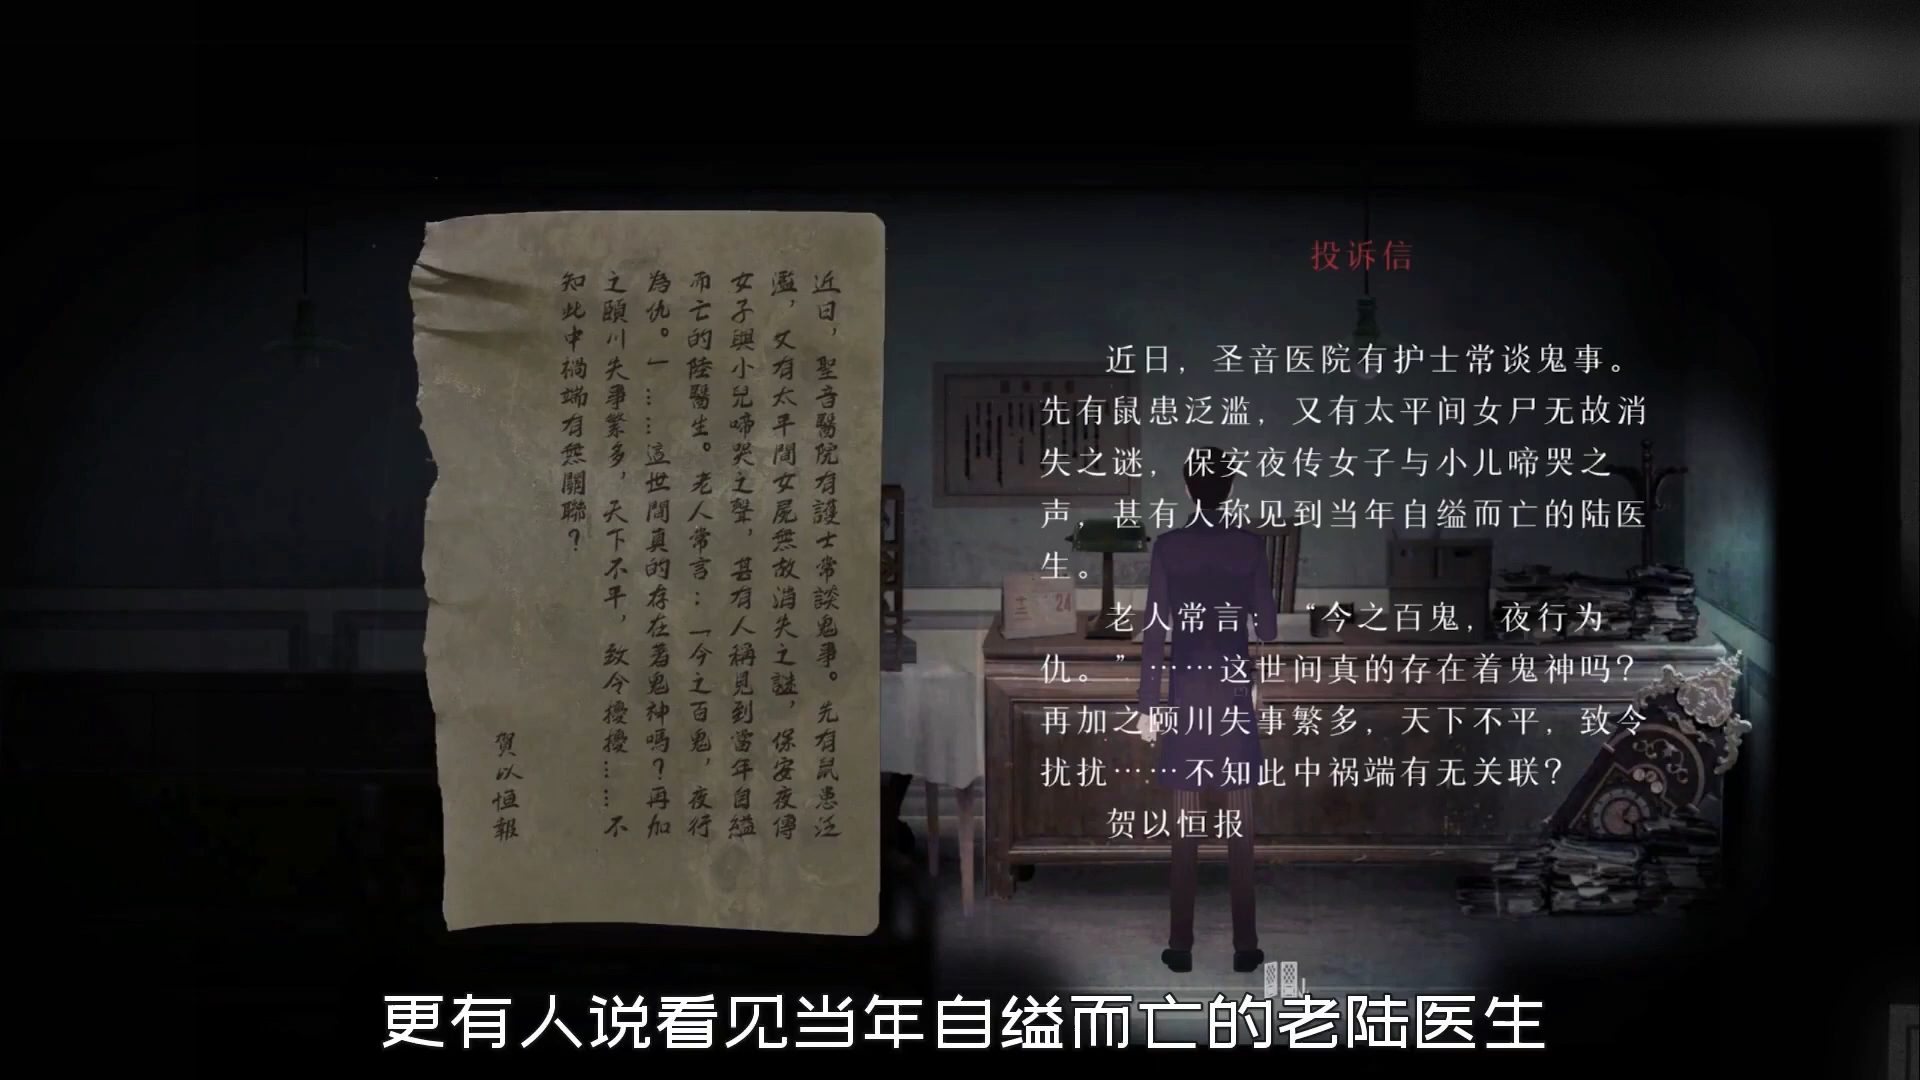 近日，聖音醫院有護士常談鬼事。先有鼠患泛
濫，又有太平間女屍無故消失之謎，保安夜傳
女子與小兒啼哭之聲，甚有人稱見到當年自縊
而亡的陸醫生。老人常言：「今之百鬼，夜行
為仇。」……這世間真的存在著鬼神嗎？再加
之頤川失事繁多，天下不平，致令擾擾……不
知此中禍端有無關聯？
賀以恒報
投诉信
近日，圣音医院有护士常谈鬼事。
先有鼠患泛滥，又有太平间女尸无故消
失之谜，保安夜传女子与小儿啼哭之
声，甚有人称见到当年自缢而亡的陆医
生。
老人常言：“今之百鬼，夜行为
仇。”……这世间真的存在着鬼神吗？
再加之颐川失事繁多，天下不平，致令
扰扰……不知此中祸端有无关联？
贺以恒报
24
更有人说看见当年自缢而亡的老陆医生